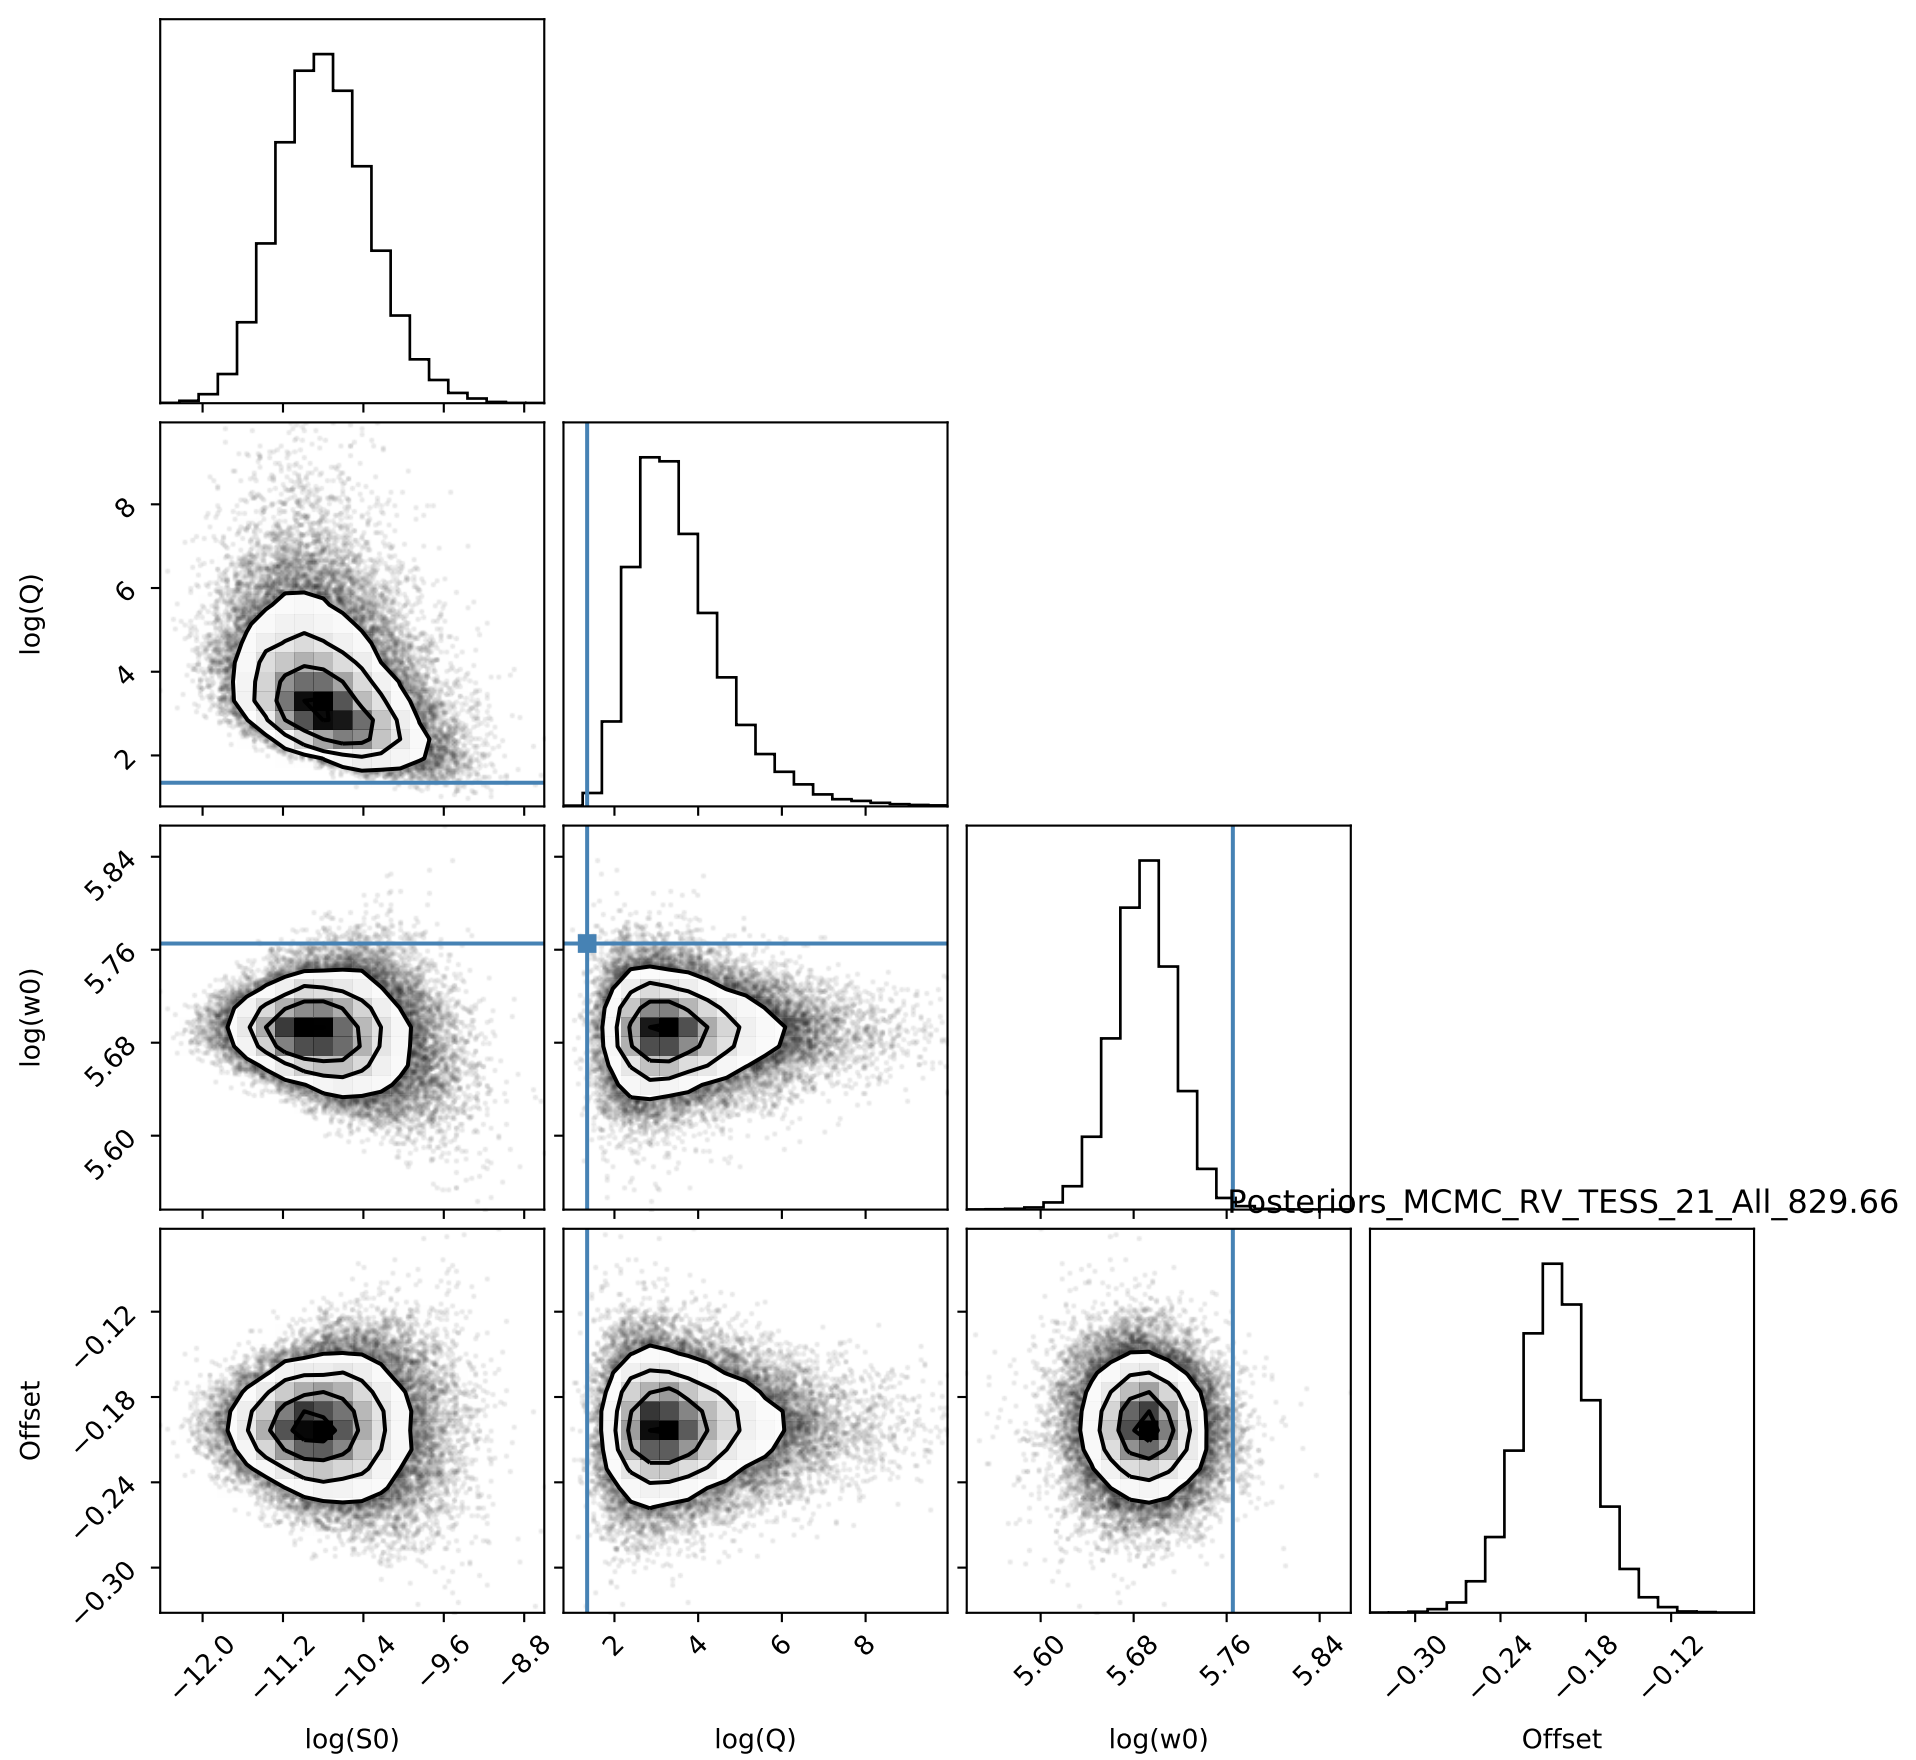 log(Q)
8
6
4
2
log(w0)
5.84
5.76
5.68
5.60
Posteriors_MCMC_RV_TESS_21_All_829.66
Offset
−0.12
−0.18
−0.24
−0.30
−12.0 −11.2 −10.4 −9.6 −8.8
2 4 6 8
5.60 5.68 5.76 5.84
−0.30 −0.24 −0.18 −0.12
log(S0) log(Q) log(w0) Offset